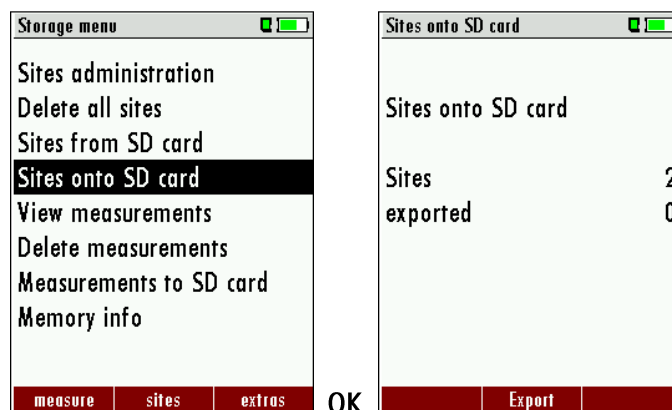 Storage menu
Sites administration
Delete all sites
Sites from SD card
Sites onto SD card
View measurements
Delete measurements
Measurements to SD card
Memory info
measure sites extras
OK
Sites onto SD card
Sites onto SD card
Sites 2
exported 0
Export